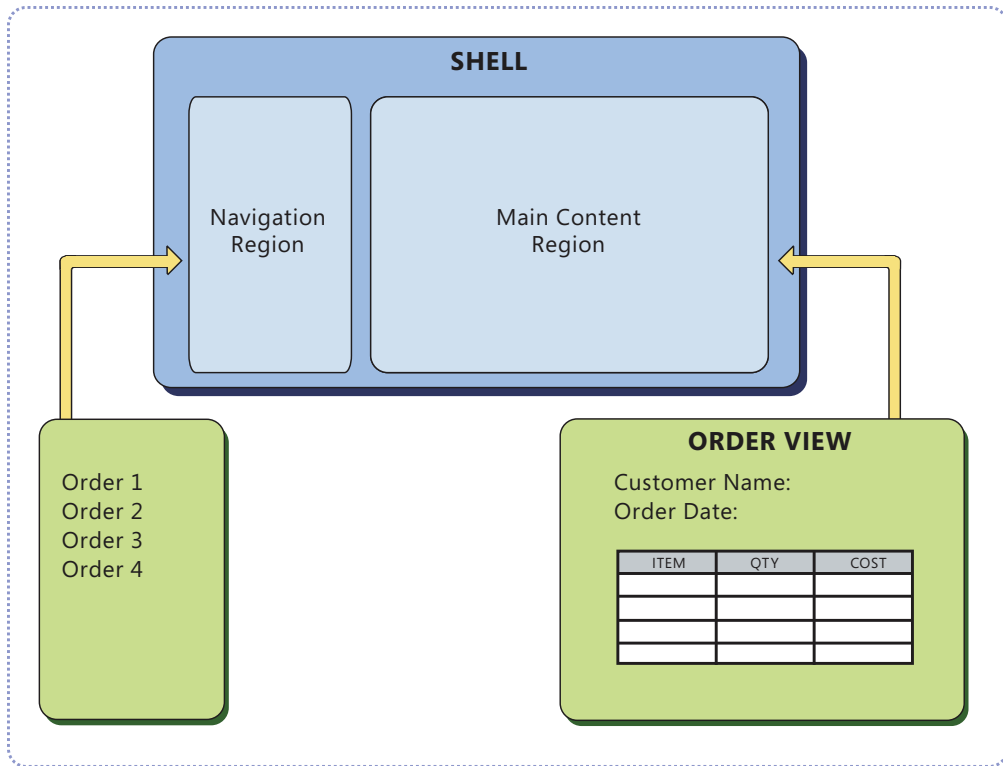 SHELL
Navigation
Region
Main Content
Region
Order 1
Order 2
Order 3
Order 4
ORDER VIEW
Customer Name:
Order Date:
ITEM QTY COST